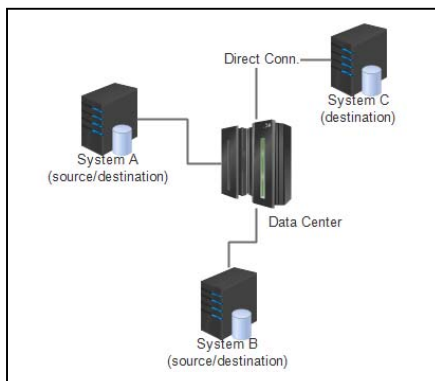 Direct Conn.
System C
(destination)
System A
(source/destination)
Data Center
System B
(source/destination)